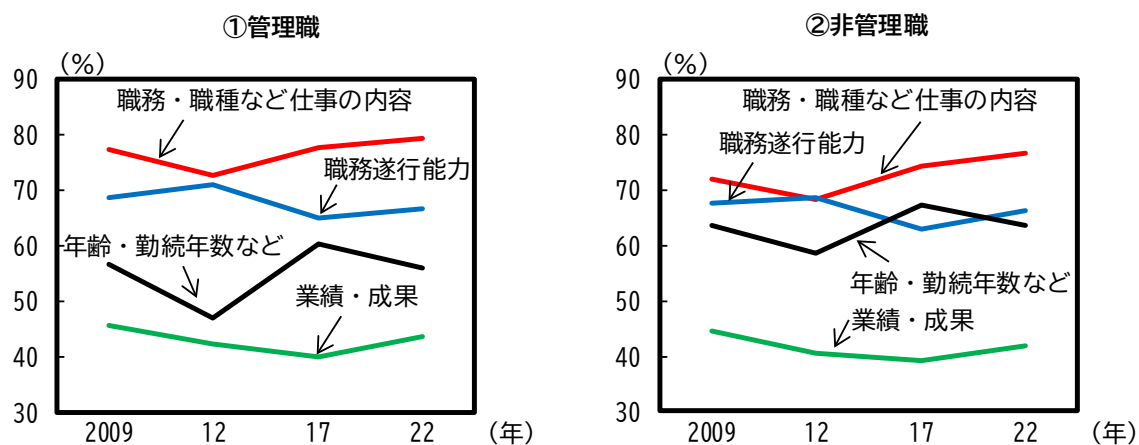 ①管理職
(%)
90
80
70
60
50
40
30
職務・職種など仕事の内容
職務遂行能力
年齢・勤続年数など
業績・成果
2009 12 17 22 (年)
②非管理職
(%)
90
80
70
60
50
40
30
職務・職種など仕事の内容
職務遂行能力
年齢・勤続年数など
業績・成果
2009 12 17 22 (年)